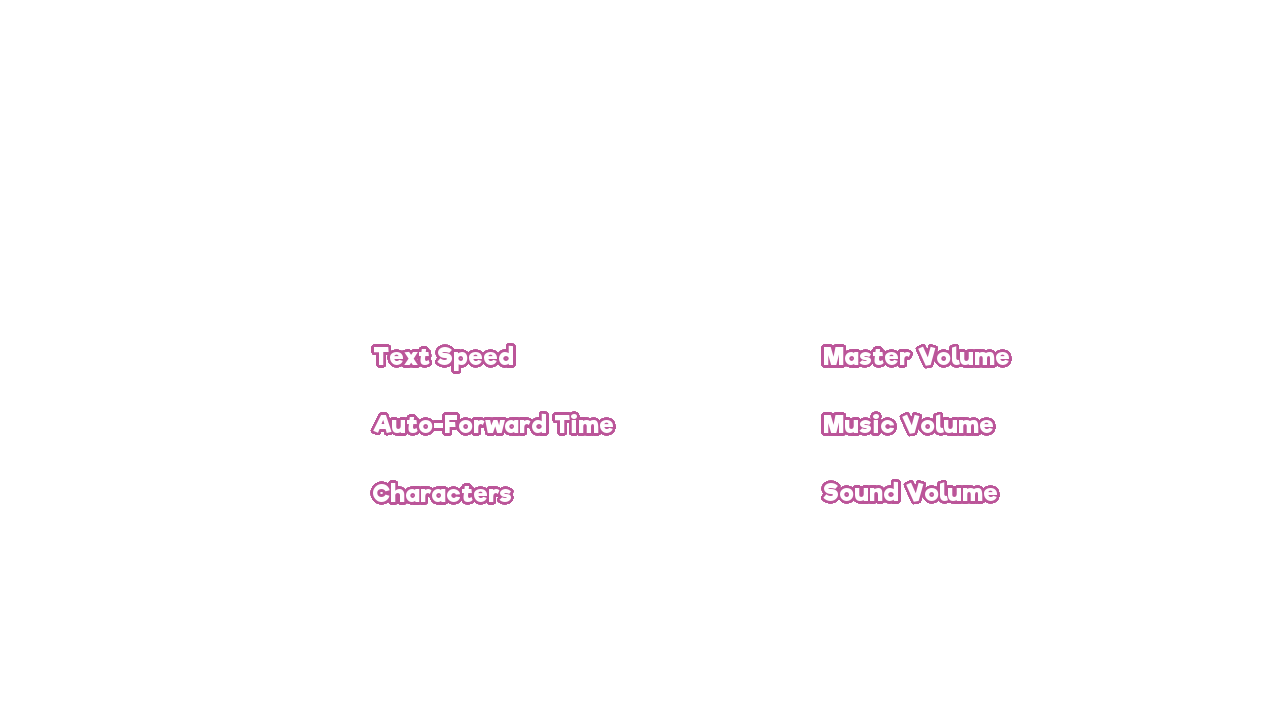 Text Speed
Auto-Forward Time
Characters
Master Volume
Music Volume
Sound Volume